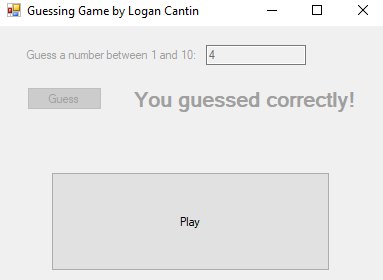 Guessing Game by Logan Cantin
Guess a number between 1 and 10: 4
Guess
You guessed correctly!
Play